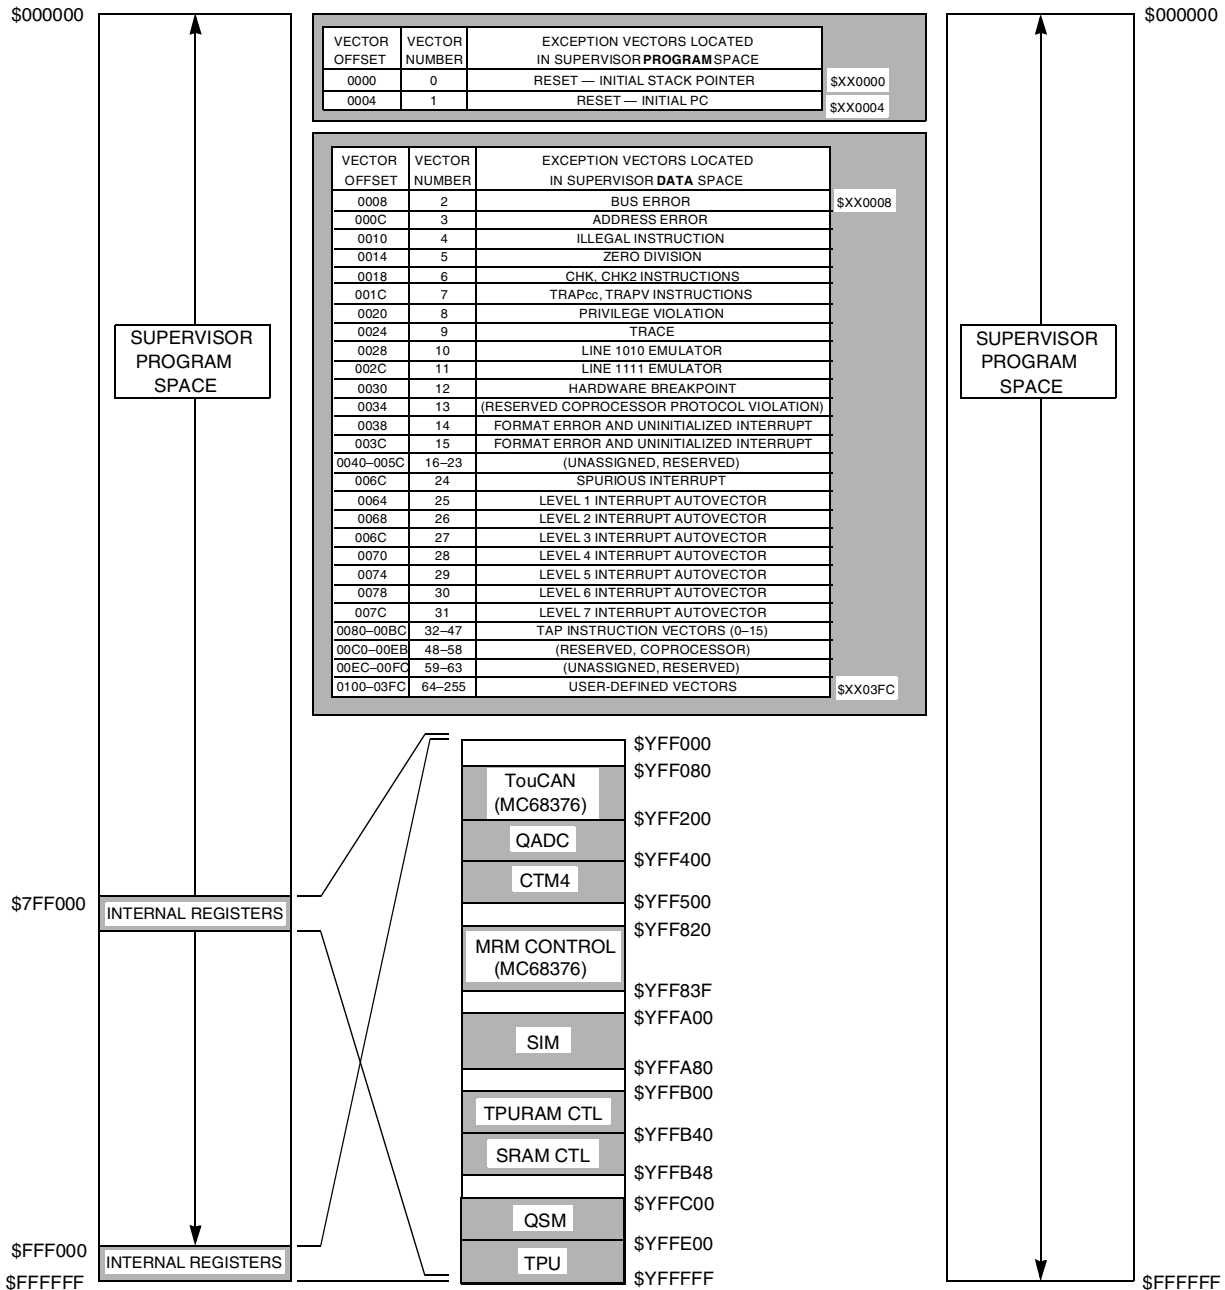 $000000
$000000
VECTOR OFFSET VECTOR NUMBER EXCEPTION VECTORS LOCATED IN SUPERVISOR PROGRAM SPACE
0000 0 RESET — INITIAL STACK POINTER $XX0000
0004 1 RESET — INITIAL PC $XX0004
VECTOR OFFSET VECTOR NUMBER EXCEPTION VECTORS LOCATED IN SUPERVISOR DATA SPACE
0008 2 BUS ERROR $XX0008
000C 3 ADDRESS ERROR
0010 4 ILLEGAL INSTRUCTION
0014 5 ZERO DIVISION
0018 6 CHK, CHK2 INSTRUCTIONS
001C 7 TRAPcc, TRAPV INSTRUCTIONS
0020 8 PRIVILEGE VIOLATION
0024 9 TRACE
0028 10 LINE 1010 EMULATOR
002C 11 LINE 1111 EMULATOR
0030 12 HARDWARE BREAKPOINT
0034 13 (RESERVED COPROCESSOR PROTOCOL VIOLATION)
0038 14 FORMAT ERROR AND UNINITIALIZED INTERRUPT
003C 15 FORMAT ERROR AND UNINITIALIZED INTERRUPT
0040–005C 16–23 (UNASSIGNED, RESERVED)
006C 24 SPURIOUS INTERRUPT
0064 25 LEVEL 1 INTERRUPT AUTOVECTOR
0068 26 LEVEL 2 INTERRUPT AUTOVECTOR
006C 27 LEVEL 3 INTERRUPT AUTOVECTOR
0070 28 LEVEL 4 INTERRUPT AUTOVECTOR
0074 29 LEVEL 5 INTERRUPT AUTOVECTOR
0078 30 LEVEL 6 INTERRUPT AUTOVECTOR
007C 31 LEVEL 7 INTERRUPT AUTOVECTOR
0080–00BC 32–47 TAP INSTRUCTION VECTORS (0–15)
00C0–00EB 48–58 (RESERVED, COPROCESSOR)
00EC–00FC 59–63 (UNASSIGNED, RESERVED)
0100–03FC 64–255 USER-DEFINED VECTORS $XX03FC
SUPERVISOR
PROGRAM
SPACE
SUPERVISOR
PROGRAM
SPACE
$YFF000
$YFF080
TouCAN
(MC68376)
$YFF200
QADC
$YFF400
CTM4
$YFF500
$7FF000
INTERNAL REGISTERS
$YFF820
MRM CONTROL
(MC68376)
$YFF83F
$YFFA00
SIM
$YFFA80
$YFFB00
TPURAM CTL
$YFFB40
SRAM CTL
$YFFB48
$YFFC00
QSM
$YFFE00
TPU
$YFFFFF
$FFF000
INTERNAL REGISTERS
$FFFFFF
$FFFFFF